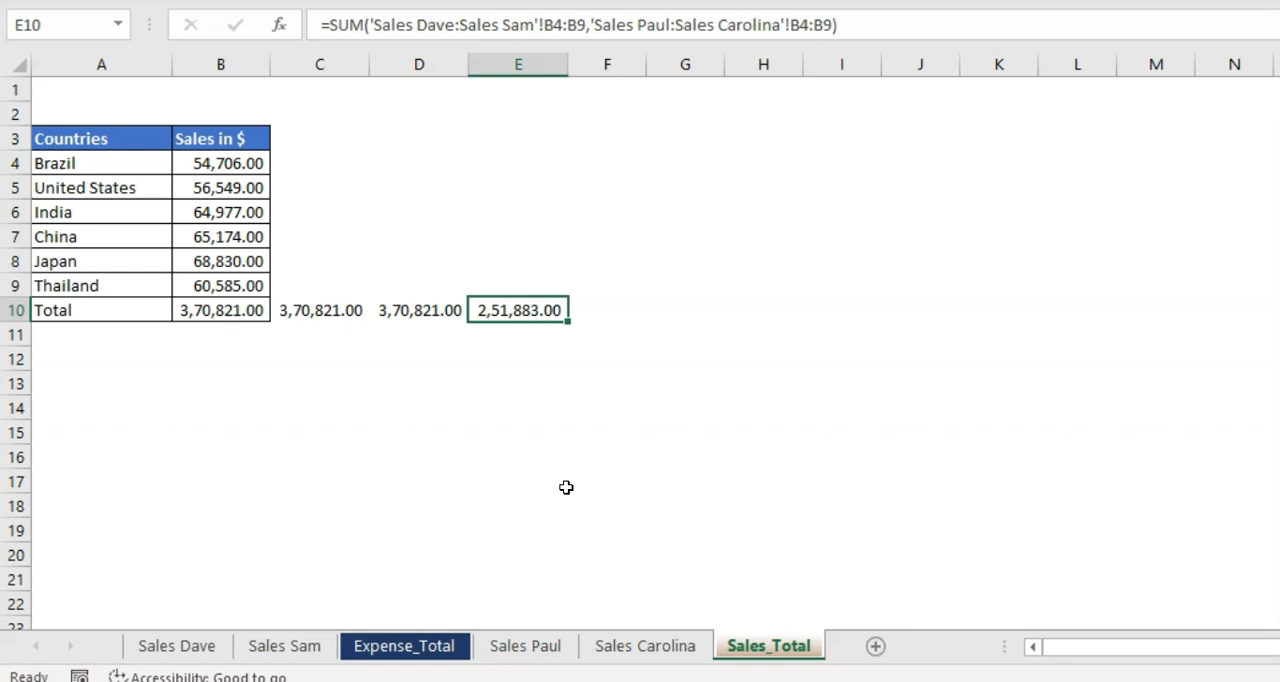 E10 fx =SUM('Sales Dave:Sales Sam'!B4:B9,'Sales Paul:Sales Carolina'!B4:B9)
A B C D E F G H I J K L M N
1
2
3 Countries Sales in $
4 Brazil 54,706.00
5 United States 56,549.00
6 India 64,977.00
7 China 65,174.00
8 Japan 68,830.00
9 Thailand 60,585.00
10 Total 3,70,821.00 3,70,821.00 3,70,821.00 2,51,883.00
11
12
13
14
15
16
17
18
19
20
21
22
23
Sales Dave Sales Sam Expense_Total Sales Paul Sales Carolina Sales_Total
Ready Accessibility: Good to go